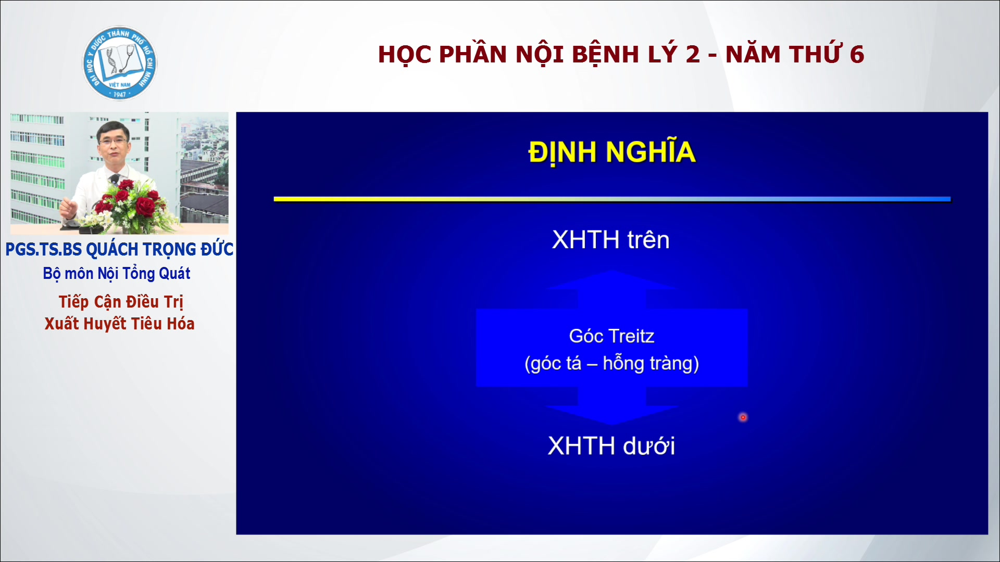 ĐẠI HỌC Y DƯỢC THÀNH PHỐ HỒ CHÍ MINH
VIỆT NAM
1947
HỌC PHẦN NỘI BỆNH LÝ 2 - NĂM THỨ 6
PGS.TS.BS QUÁCH TRỌNG ĐỨC
Bộ môn Nội Tổng Quát
Tiếp Cận Điều Trị
Xuất Huyết Tiêu Hóa
ĐỊNH NGHĨA
XHTH trên
Góc Treitz
(góc tá – hỗng tràng)
XHTH dưới